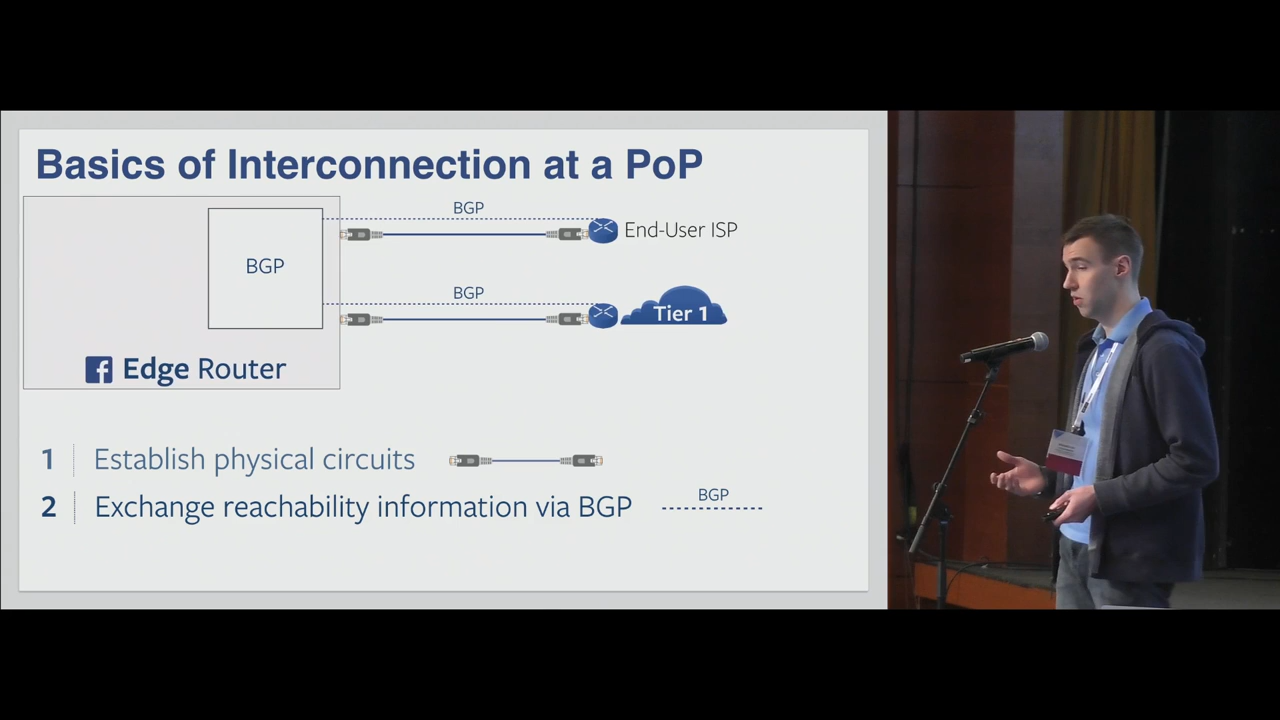 Basics of Interconnection at a PoP
BGP
End-User ISP
BGP
BGP
Tier 1
f Edge Router
1 Establish physical circuits
2 Exchange reachability information via BGP
BGP